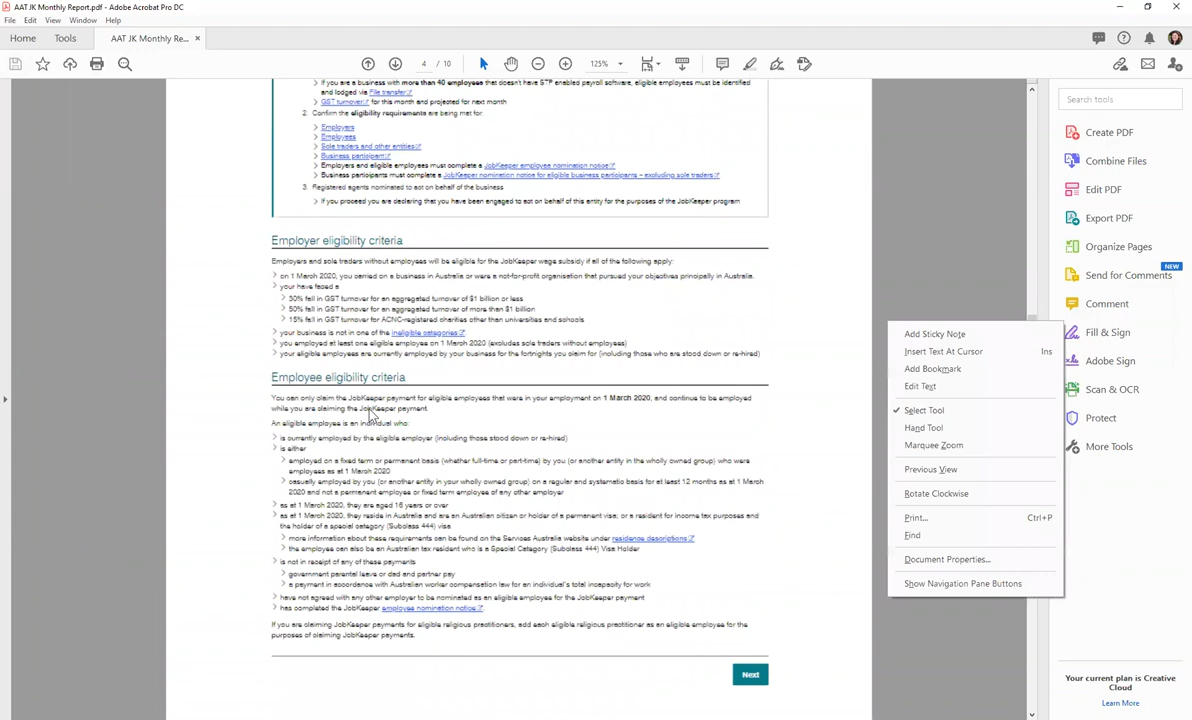 AAT JK Monthly Report.pdf - Adobe Acrobat Pro DC
File Edit View Window Help
Home Tools AAT JK Monthly Re... ×
4 / 10 125%
> If you are a business with more than 40 employees that doesn't have STP enabled payroll software, eligible employees must be identified
and lodged via File transfer
> GST turnover for this month and projected for next month
2. Confirm the eligibility requirements are being met for:
> Employers
> Employees
> Sole traders and other entities
> Business participant
> Employers and eligible employees must complete a JobKeeper employee nomination notice
> Business participants must complete a JobKeeper nomination notice for eligible business participants – excluding sole traders
3. Registered agents nominated to act on behalf of the business
> If you proceed you are declaring that you have been engaged to act on behalf of this entity for the purposes of the JobKeeper program
Employer eligibility criteria
Employers and sole traders without employees will be eligible for the JobKeeper wage subsidy if all of the following apply:
> on 1 March 2020, you carried on a business in Australia or were a not-for-profit organisation that pursued your objectives principally in Australia.
> your have faced a
> 30% fall in GST turnover for an aggregated turnover of $1 billion or less
> 50% fall in GST turnover for an aggregated turnover of more than $1 billion
> 15% fall in GST turnover for ACNC-registered charities other than universities and schools
> your business is not in one of the ineligible categories.
> you employed at least one eligible employee on 1 March 2020 (excludes sole traders without employees)
> your eligible employees are currently employed by your business for the fortnights you claim for (including those who are stood down or re-hired)
Employee eligibility criteria
You can only claim the JobKeeper payment for eligible employees that were in your employment on 1 March 2020, and continue to be employed
while you are claiming the JobKeeper payment.
An eligible employee is an individual who:
> is currently employed by the eligible employer (including those stood down or re-hired)
> is either
> employed on a fixed term or permanent basis (whether full-time or part-time) by you (or another entity in the wholly owned group) who were
employees as at 1 March 2020
> casually employed by you (or another entity in your wholly owned group) on a regular and systematic basis for at least 12 months as at 1 March
2020 and not a permanent employee or fixed term employee of any other employer
> as at 1 March 2020, they are aged 16 years or over
> as at 1 March 2020, they reside in Australia and are an Australian citizen or holder of a permanent visa; or a resident for income tax purposes and
the holder of a special category (Subclass 444) visa
> more information about these requirements can be found on the Services Australia website under residence descriptions
> the employee can also be an Australian tax resident who is a Special Category (Subclass 444) Visa Holder
> is not in receipt of any of these payments
> government parental leave or dad and partner pay
> a payment in accordance with Australian worker compensation law for an individual's total incapacity for work
> have not agreed with any other employer to be nominated as an eligible employee for the JobKeeper payment
> has completed the JobKeeper employee nomination notice.
If you are claiming JobKeeper payments for eligible religious practitioners, add each eligible religious practitioner as an eligible employee for the
purposes of claiming JobKeeper payments.
Next
Add Sticky Note
Insert Text At Cursor Ins
Add Bookmark
Edit Text
Select Tool
Hand Tool
Marquee Zoom
Previous View
Rotate Clockwise
Print... Ctrl+P
Find
Document Properties...
Show Navigation Pane Buttons
Search tools
Create PDF
Combine Files
Edit PDF
Export PDF
Organize Pages
NEW
Send for Comments
Comment
Fill & Sign
Adobe Sign
Scan & OCR
Protect
More Tools
Your current plan is Creative
Cloud
Learn More